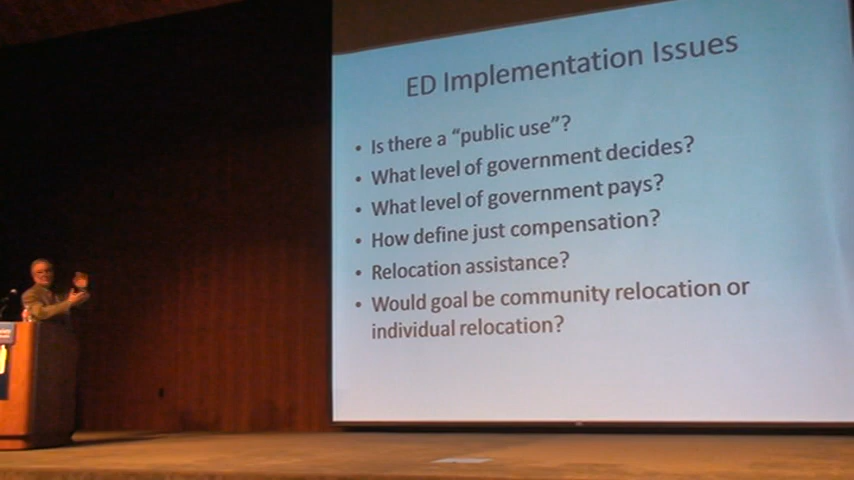 ED Implementation Issues
• Is there a “public use”?
• What level of government decides?
• What level of government pays?
• How define just compensation?
• Relocation assistance?
• Would goal be community relocation or
individual relocation?